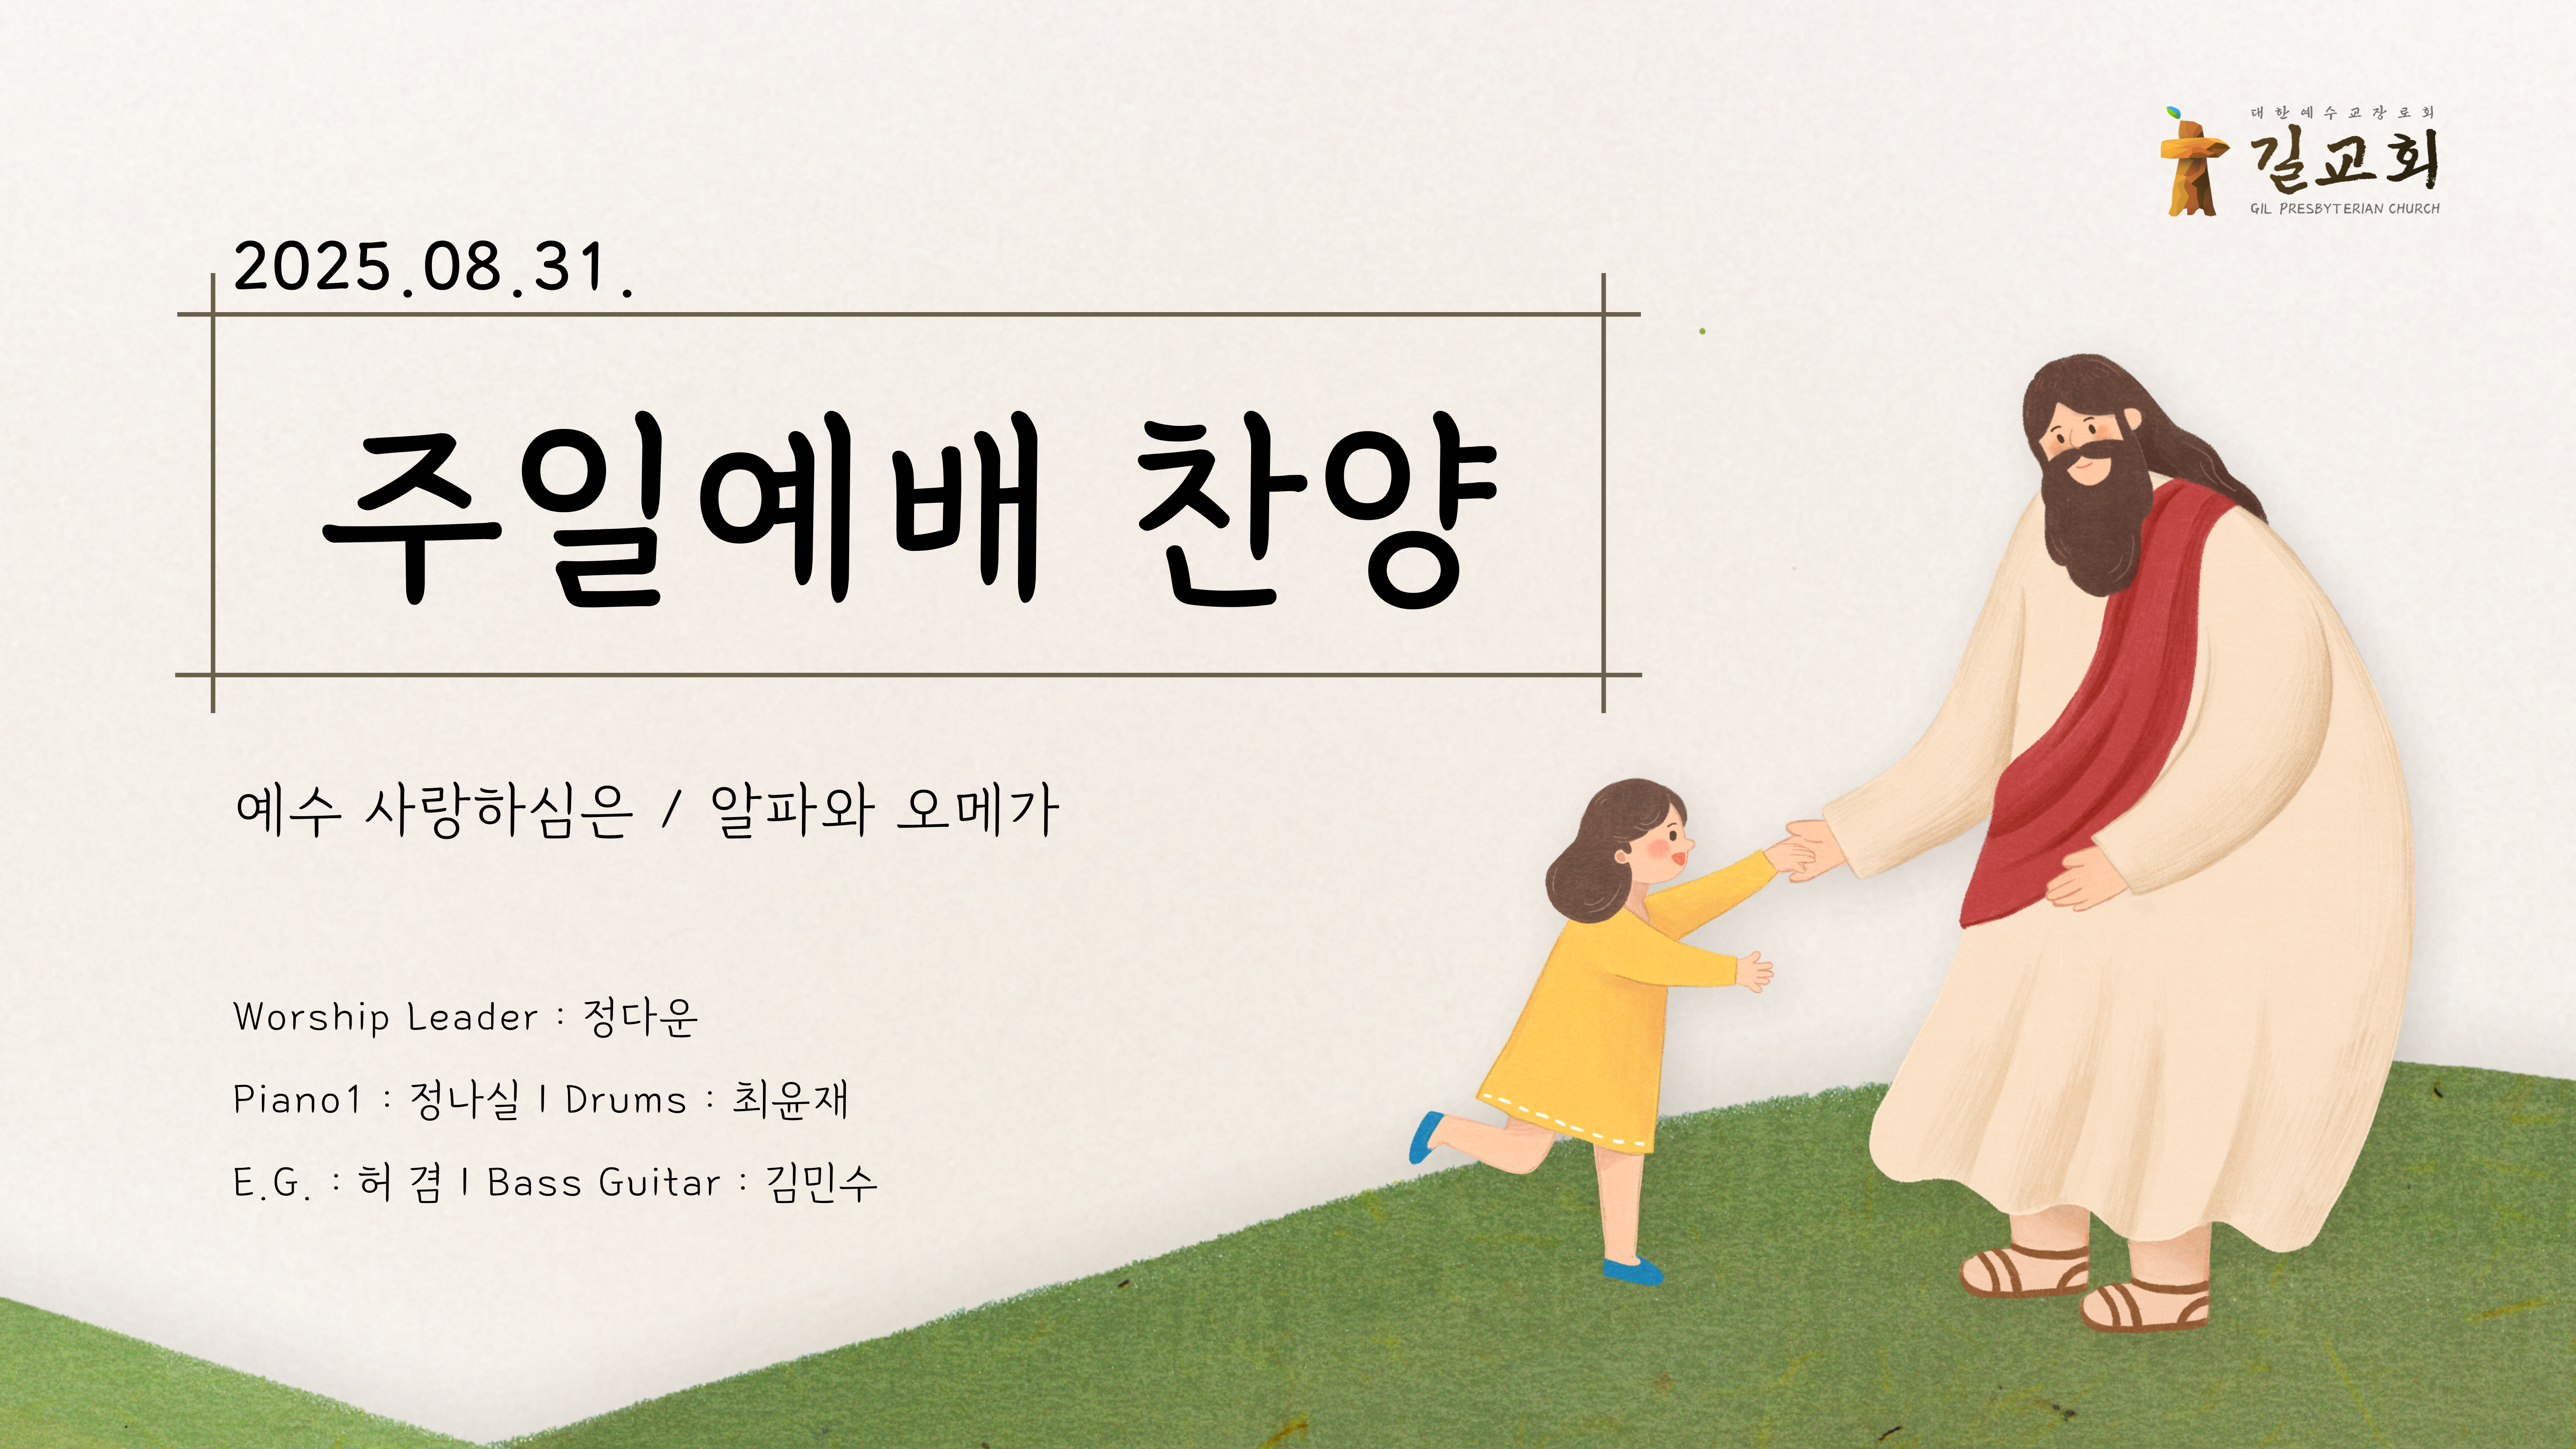 대한예수교장로회
길교회
GIL PRESBYTERIAN CHURCH
2025.08.31.
주일예배 찬양
예수 사랑하심은 / 알파와 오메가
Worship Leader : 정다운
Piano1 : 정나실 l Drums : 최윤재
E.G. : 허 겸 l Bass Guitar : 김민수